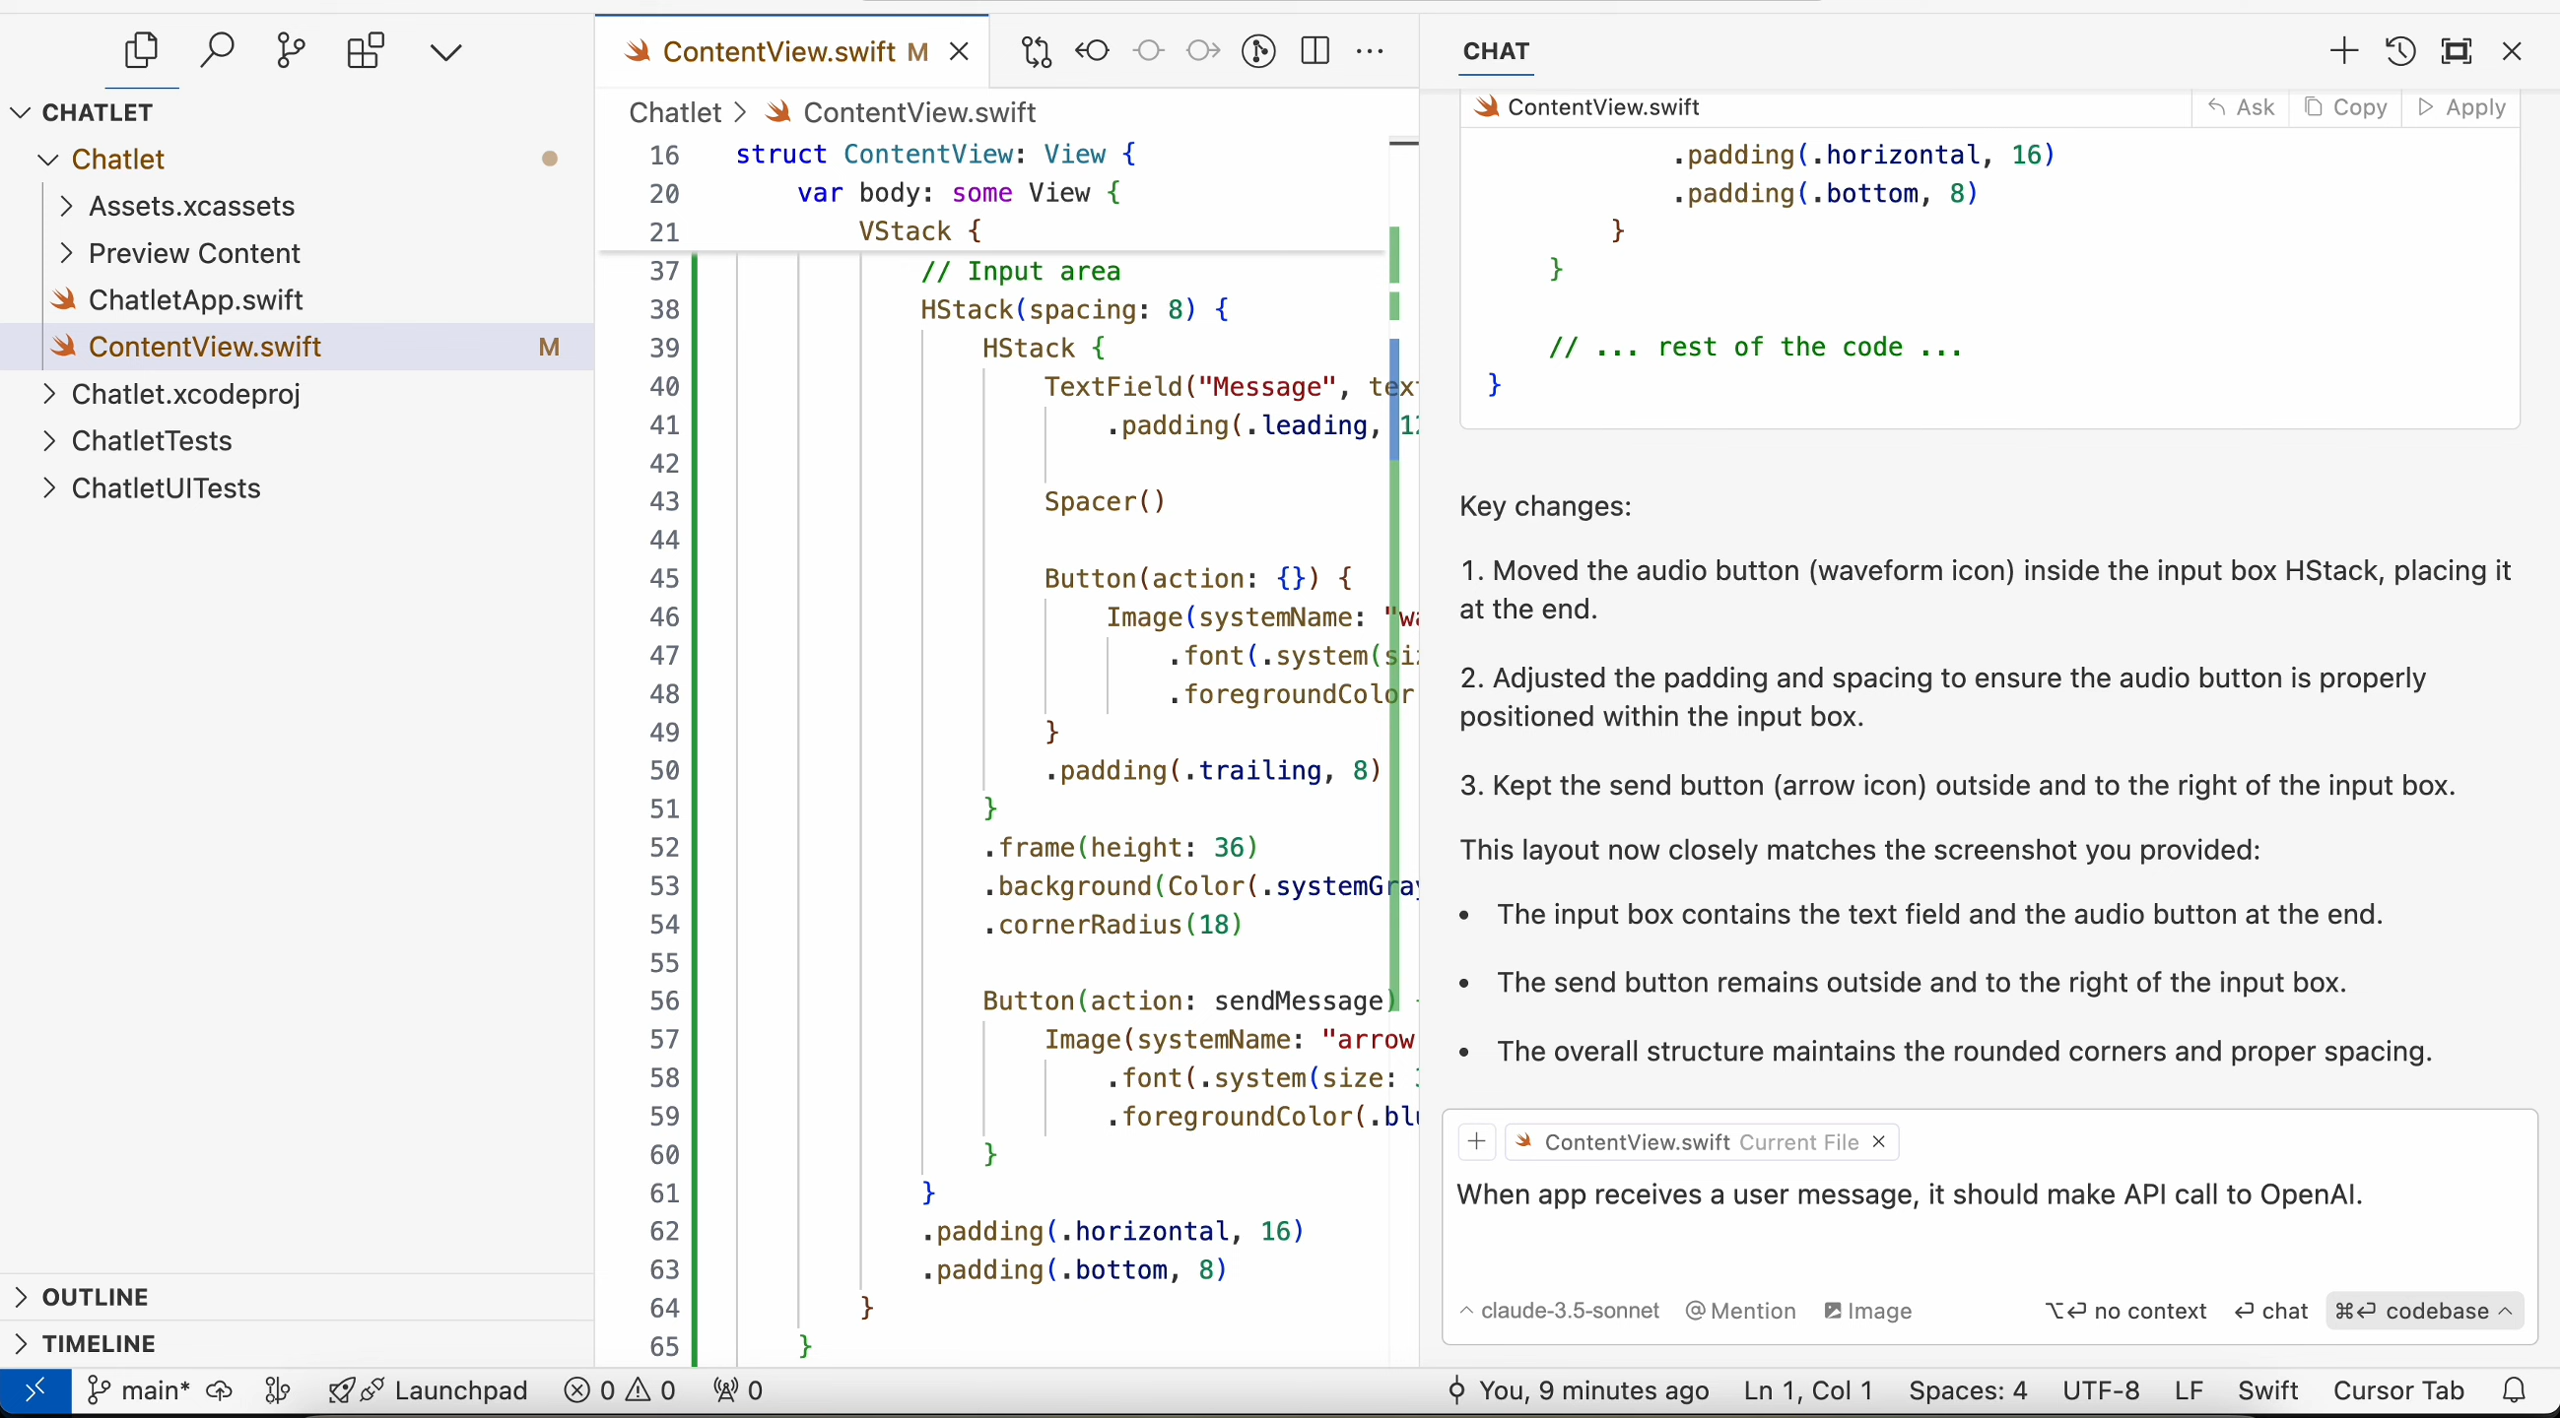 CHATLET
Chatlet
Assets.xcassets
Preview Content
ChatletApp.swift
ContentView.swift M
Chatlet.xcodeproj
ChatletTests
ChatletUITests
OUTLINE
TIMELINE
ContentView.swift M
Chatlet > ContentView.swift
16 struct ContentView: View {
20 var body: some View {
21 VStack {
37 // Input area
38 HStack(spacing: 8) {
39 HStack {
40 TextField("Message", tex
41 .padding(.leading, 12
42
43 Spacer()
44
45 Button(action: {}) {
46 Image(systemName: "wa
47 .font(.system(si
48 .foregroundColor
49 }
50 .padding(.trailing, 8)
51 }
52 .frame(height: 36)
53 .background(Color(.systemGray
54 .cornerRadius(18)
55
56 Button(action: sendMessage)
57 Image(systemName: "arrow
58 .font(.system(size:
59 .foregroundColor(.blu
60 }
61 }
62 .padding(.horizontal, 16)
63 .padding(.bottom, 8)
64 }
65 }
CHAT
ContentView.swift Ask Copy Apply
.padding(.horizontal, 16)
.padding(.bottom, 8)
}
}
// ... rest of the code ...
}
Key changes:
1. Moved the audio button (waveform icon) inside the input box HStack, placing it
at the end.
2. Adjusted the padding and spacing to ensure the audio button is properly
positioned within the input box.
3. Kept the send button (arrow icon) outside and to the right of the input box.
This layout now closely matches the screenshot you provided:
• The input box contains the text field and the audio button at the end.
• The send button remains outside and to the right of the input box.
• The overall structure maintains the rounded corners and proper spacing.
+ ContentView.swift Current File ×
When app receives a user message, it should make API call to OpenAI.
claude-3.5-sonnet @ Mention Image ⌥⏎ no context ⏎ chat ⌘⏎ codebase
main* Launchpad 0 0 0 You, 9 minutes ago Ln 1, Col 1 Spaces: 4 UTF-8 LF Swift Cursor Tab